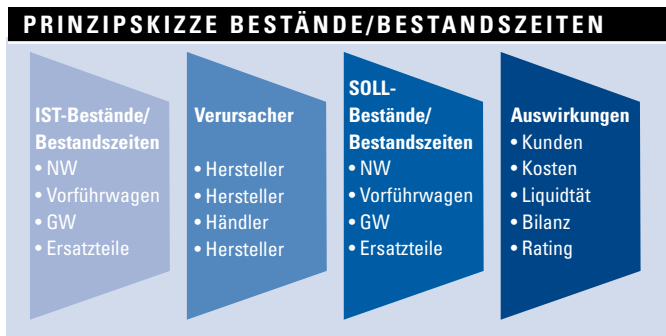 PRINZIPSKIZZE BESTÄNDE/BESTANDSZEITEN
IST-Bestände/
Bestandszeiten
• NW
• Vorführwagen
• GW
• Ersatzteile
Verursacher
• Hersteller
• Hersteller
• Händler
• Hersteller
SOLL-
Bestände/
Bestandszeiten
• NW
• Vorführwagen
• GW
• Ersatzteile
Auswirkungen
• Kunden
• Kosten
• Liquidtät
• Bilanz
• Rating